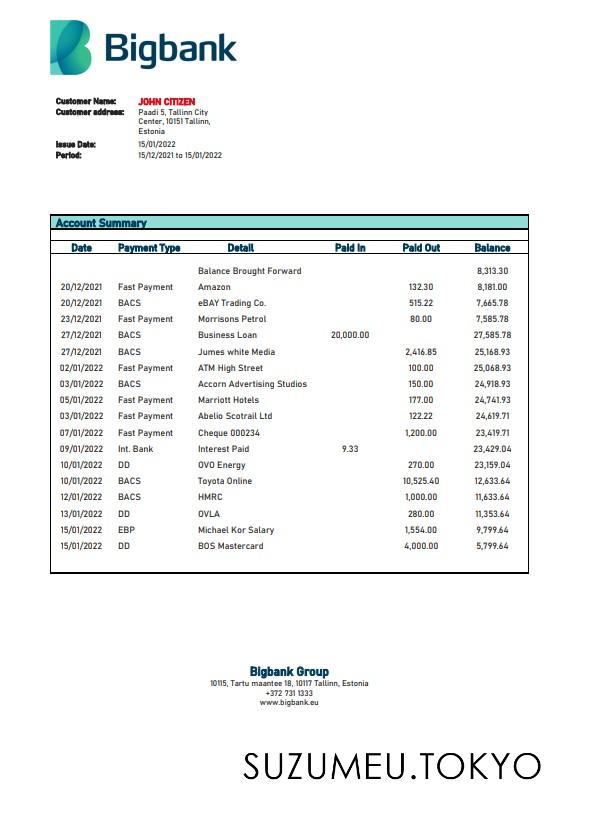 Bigbank
Customer Name: JOHN CITIZEN
Customer address: Paadi 5, Tallinn City
Center, 10151 Tallinn,
Estonia
Issue Date: 15/01/2022
Period: 15/12/2021 to 15/01/2022
Account Summary
Date Payment Type Detail Paid In Paid Out Balance
Balance Brought Forward 8,313.30
20/12/2021 Fast Payment Amazon 132.30 8,181.00
20/12/2021 BACS eBAY Trading Co. 515.22 7,665.78
23/12/2021 Fast Payment Morrisons Petrol 80.00 7,585.78
27/12/2021 BACS Business Loan 20,000.00 27,585.78
27/12/2021 BACS Jumes white Media 2,416.85 25,168.93
02/01/2022 Fast Payment ATM High Street 100.00 25,068.93
03/01/2022 BACS Accorn Advertising Studios 150.00 24,918.93
05/01/2022 Fast Payment Marriott Hotels 177.00 24,741.93
03/01/2022 Fast Payment Abelio Scotrail Ltd 122.22 24,619.71
07/01/2022 Fast Payment Cheque 000234 1,200.00 23,419.71
09/01/2022 Int. Bank Interest Paid 9.33 23,429.04
10/01/2022 DD OVO Energy 270.00 23,159.04
10/01/2022 BACS Toyota Online 10,525.40 12,633.64
12/01/2022 BACS HMRC 1,000.00 11,633.64
13/01/2022 DD OVLA 280.00 11,353.64
15/01/2022 EBP Michael Kor Salary 1,554.00 9,799.64
15/01/2022 DD BOS Mastercard 4,000.00 5,799.64
Bigbank Group
10115, Tartu maantee 18, 10117 Tallinn, Estonia
+372 731 1333
www.bigbank.eu
SUZUMEU.TOKYO